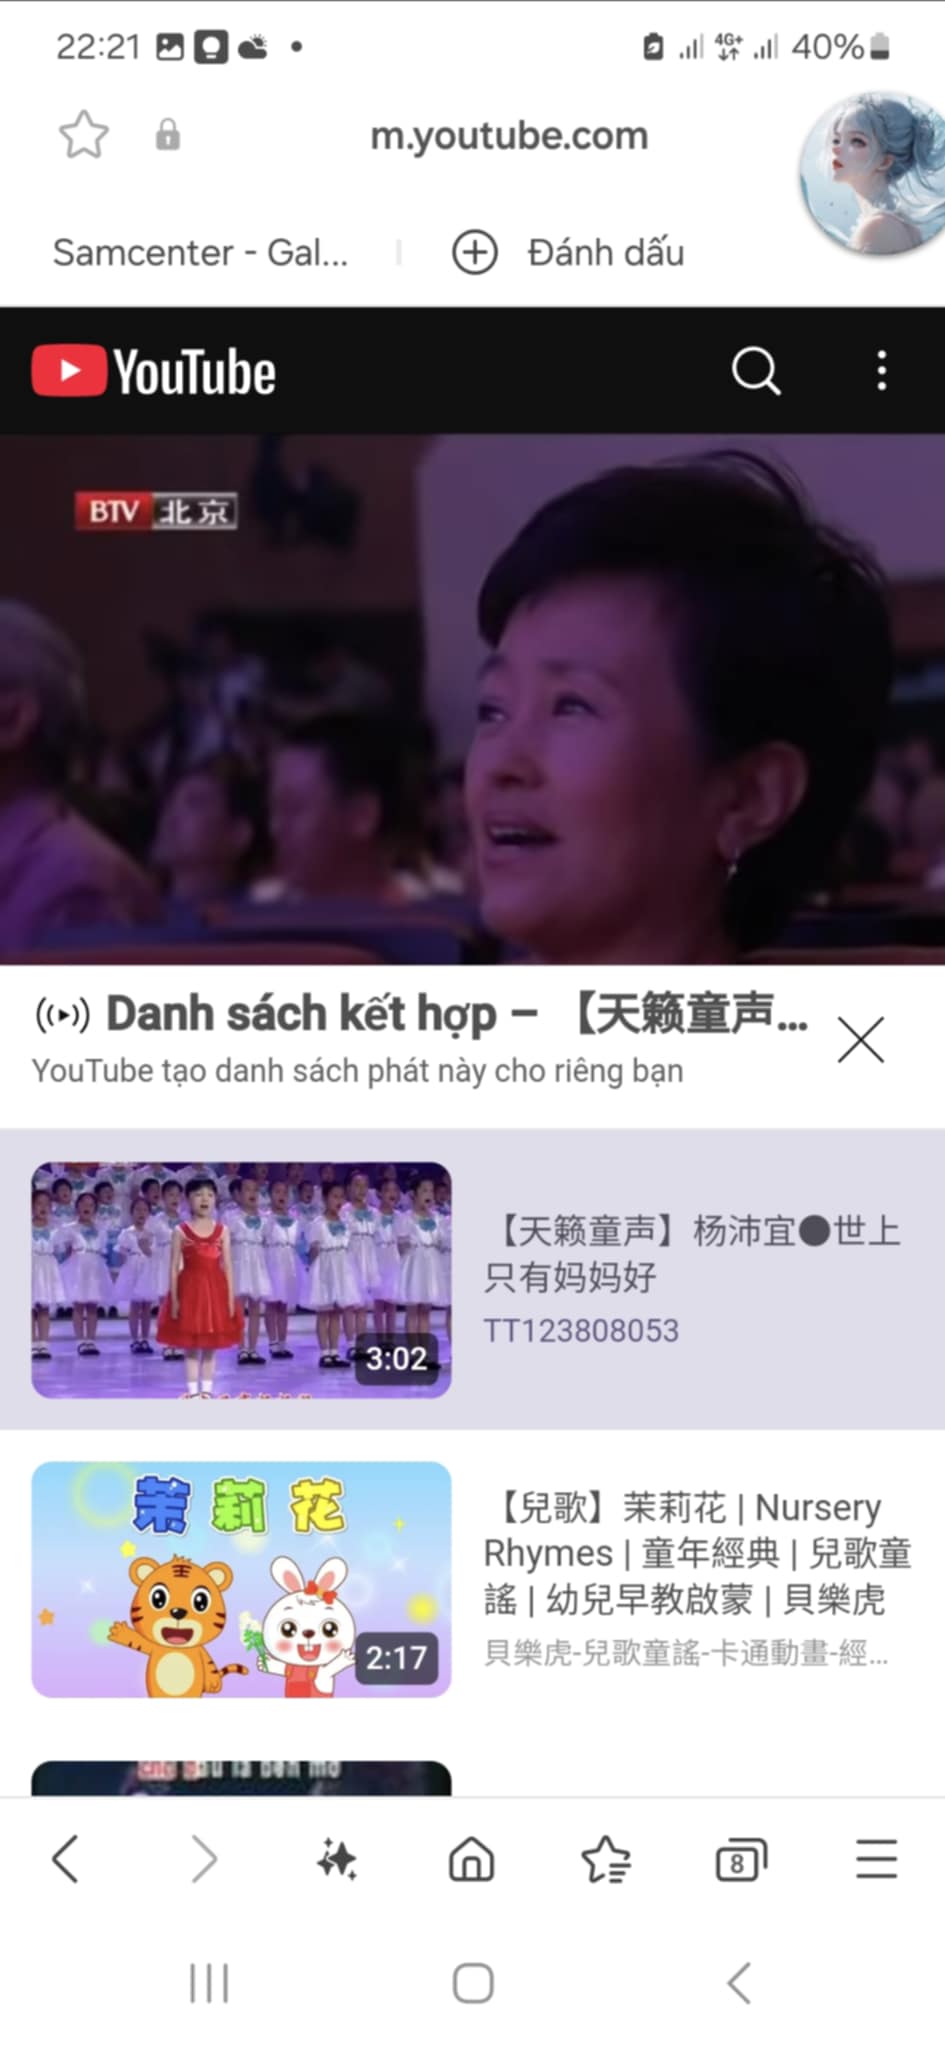 22:21
4G+
40%
m.youtube.com
Samcenter - Gal...
Đánh dấu
YouTube
BTV 北京
Danh sách kết hợp – 【天籁童声...
YouTube tạo danh sách phát này cho riêng bạn
【天籁童声】杨沛宜●世上
只有妈妈好
TT123808053
3:02
茉莉花
【兒歌】茉莉花 | Nursery
Rhymes | 童年經典 | 兒歌童
謠 | 幼兒早教啟蒙 | 貝樂虎
貝樂虎-兒歌童謠-卡通動畫-經...
2:17
8